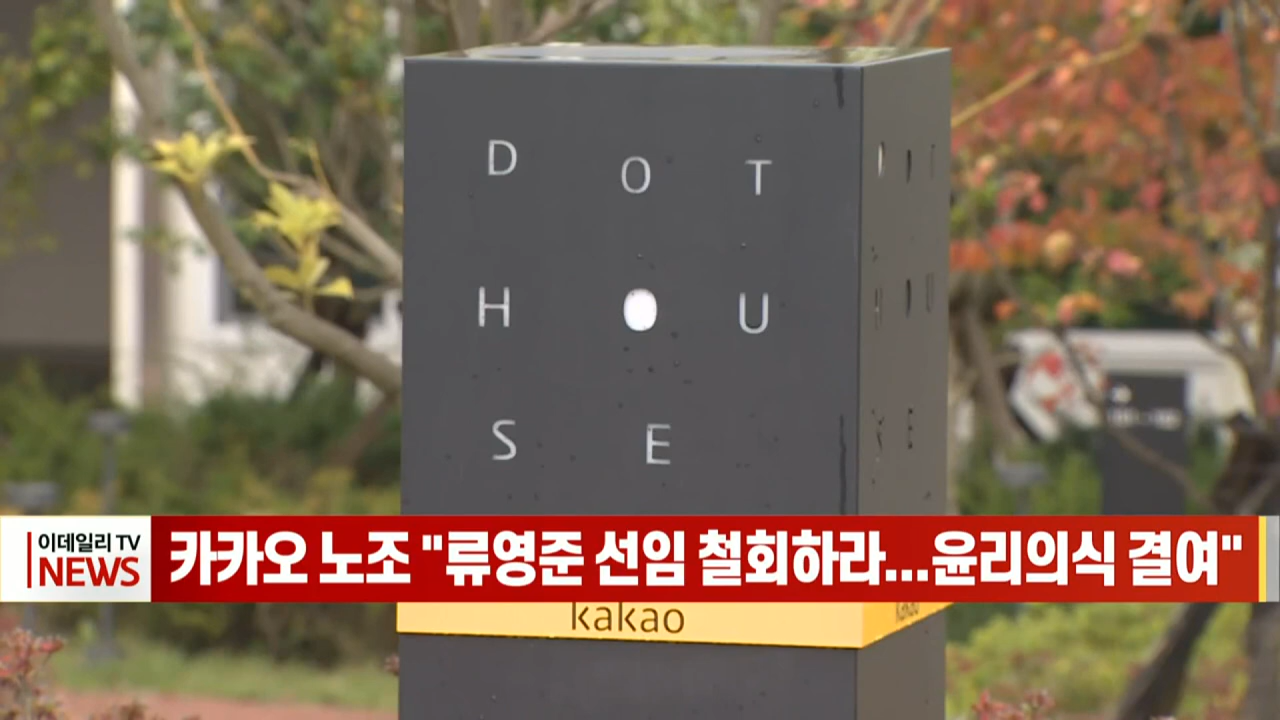 D O T
H U
S E
이데일리 TV
NEWS
카카오 노조 "류영준 선임 철회하라...윤리의식 결여"
kakao
kakao